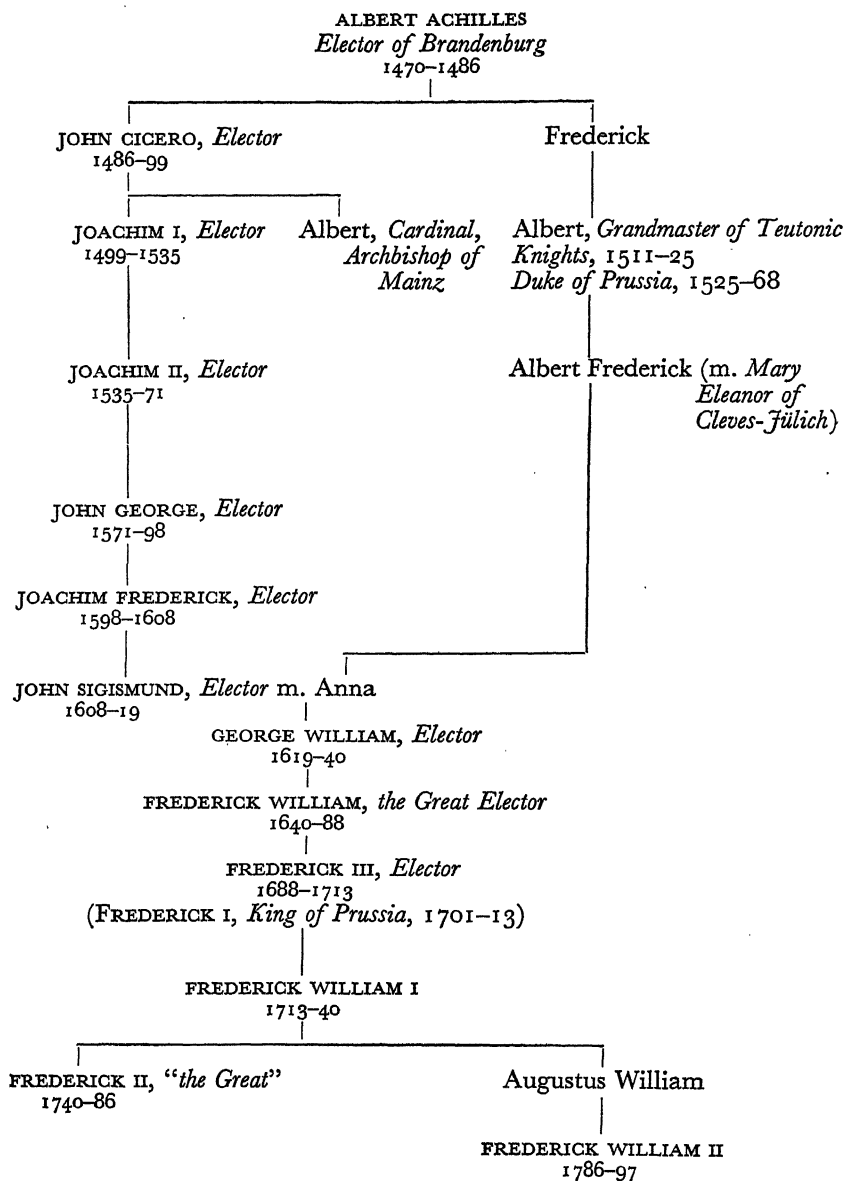 ALBERT ACHILLES
Elector of Brandenburg
1470–1486
JOHN CICERO, Elector
1486–99
Frederick
JOACHIM I, Elector
1499–1535
Albert, Cardinal,
Archbishop of
Mainz
Albert, Grandmaster of Teutonic
Knights, 1511–25
Duke of Prussia, 1525–68
JOACHIM II, Elector
1535–71
Albert Frederick (m. Mary
Eleanor of
Cleves-Jülich)
JOHN GEORGE, Elector
1571–98
JOACHIM FREDERICK, Elector
1598–1608
JOHN SIGISMUND, Elector m. Anna
1608–19
GEORGE WILLIAM, Elector
1619–40
FREDERICK WILLIAM, the Great Elector
1640–88
FREDERICK III, Elector
1688–1713
(FREDERICK I, King of Prussia, 1701–13)
FREDERICK WILLIAM I
1713–40
FREDERICK II, “the Great”
1740–86
Augustus William
FREDERICK WILLIAM II
1786–97